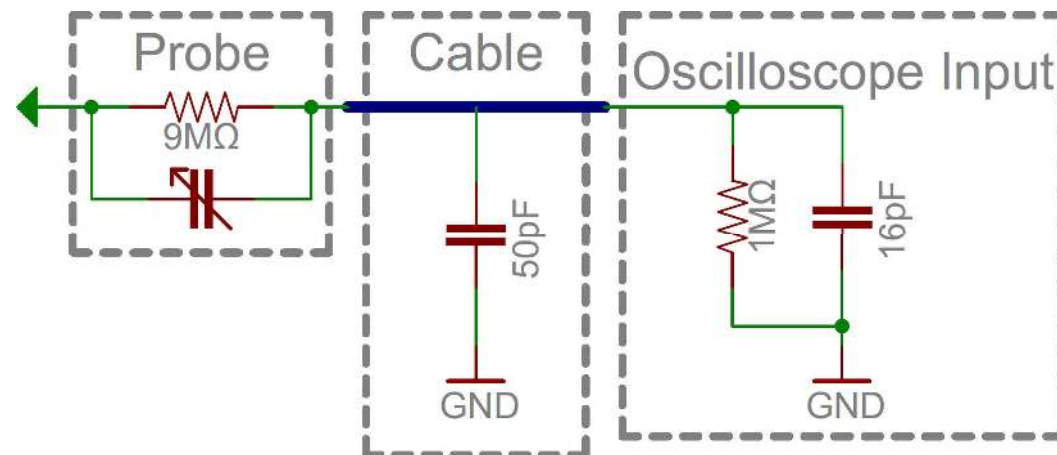 Probe
Cable
Oscilloscope Input
9MΩ
50pF
1MΩ
16pF
GND
GND